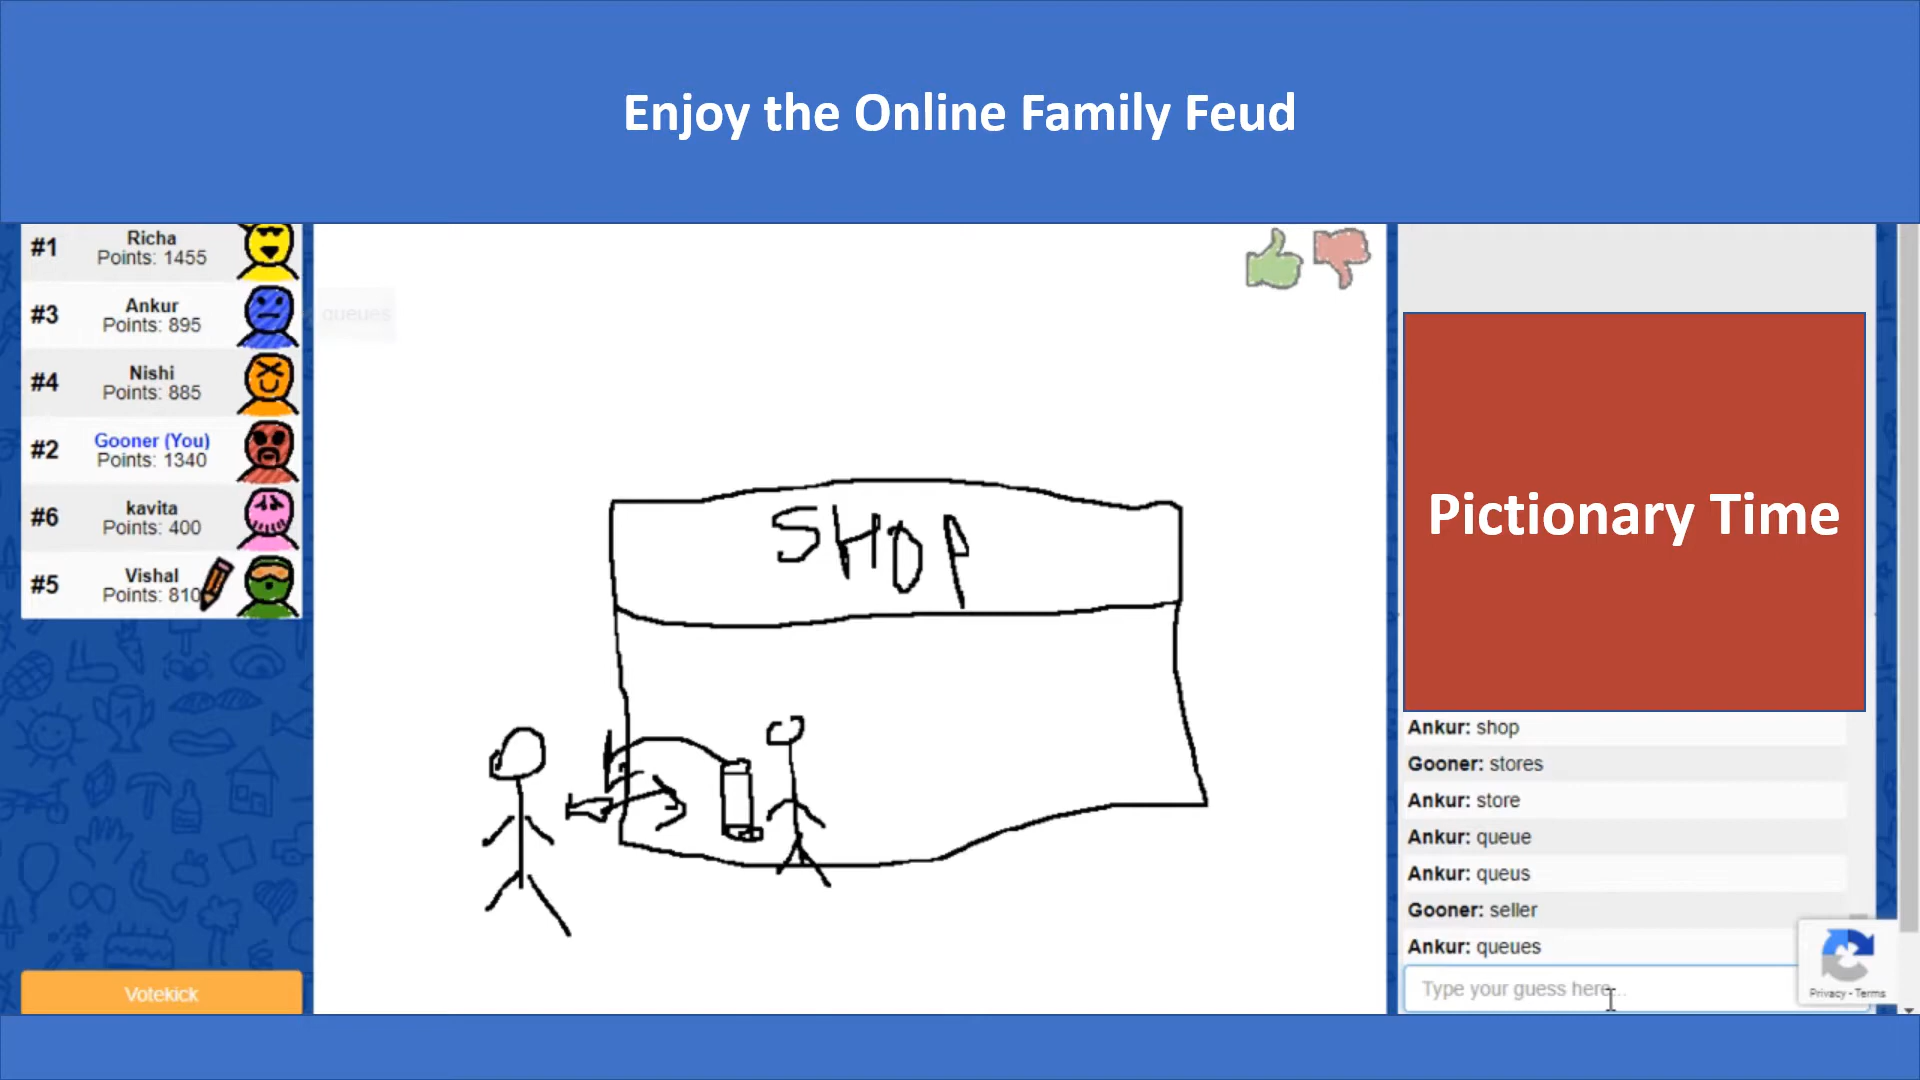 Enjoy the Online Family Feud
#1
Richa
Points: 1455
#3
Ankur
Points: 895
queues
#4
Nishi
Points: 885
#2
Gooner (You)
Points: 1340
#6
kavita
Points: 400
#5
Vishal
Points: 810
Votekick
SHOP
Pictionary Time
Ankur: shop
Gooner: stores
Ankur: store
Ankur: queue
Ankur: queus
Gooner: seller
Ankur: queues
Type your guess here...
Privacy - Terms